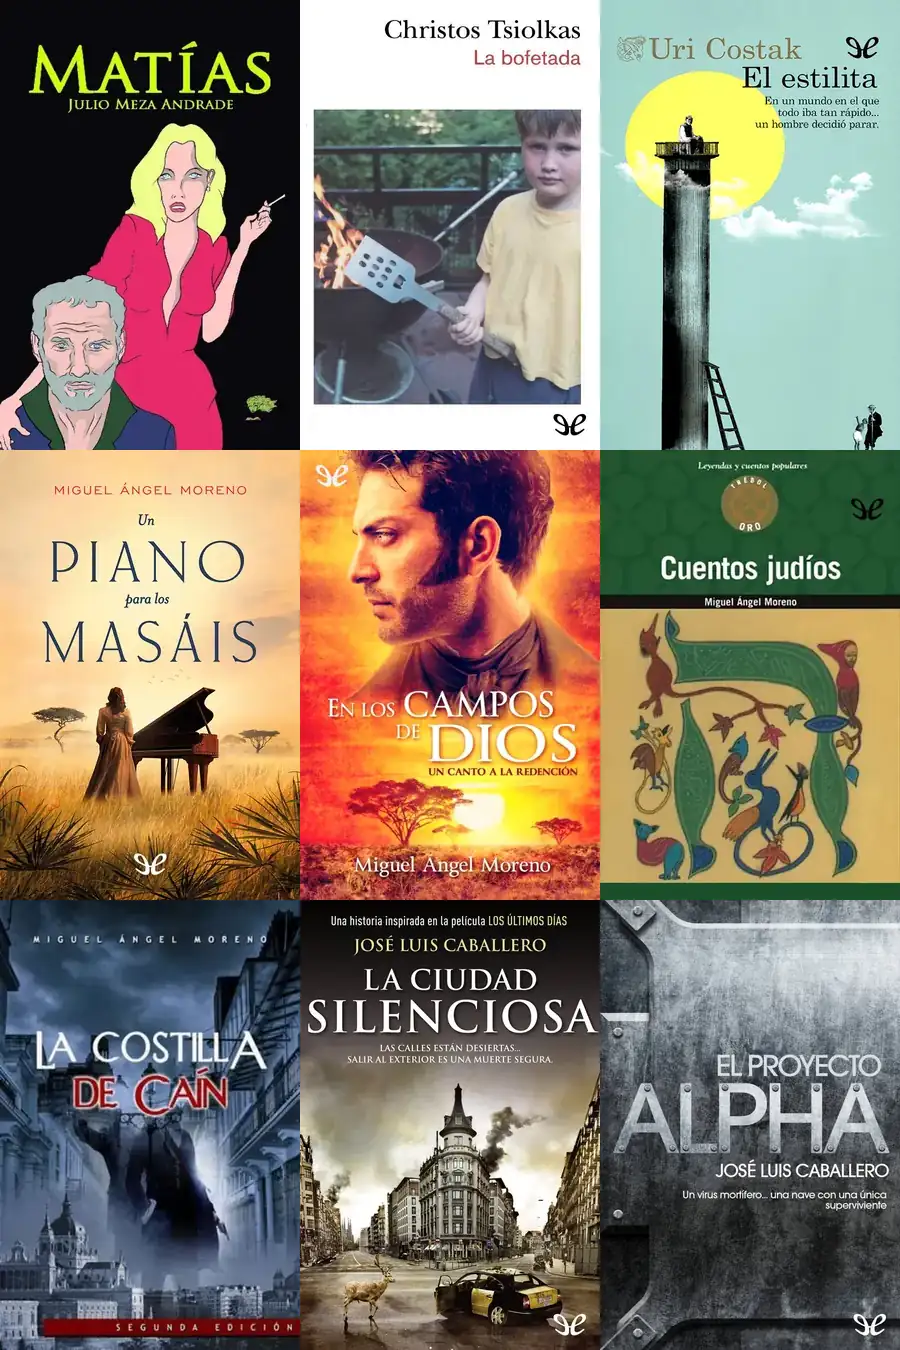 MATÍAS
JULIO MEZA ANDRADE
Christos Tsiolkas
La bofetada
Uri Costak
El estilita
En un mundo en el que
todo iba tan rápido...
un hombre decidió parar.
MIGUEL ÁNGEL MORENO
Un
PIANO
para los
MASÁIS
EN LOS CAMPOS
DE DIOS
UN CANTO A LA REDENCIÓN
Miguel Ángel Moreno
Leyendas y cuentos populares
TRÉBOL
ORO
Cuentos judíos
Miguel Ángel Moreno
MIGUEL ÁNGEL MORENO
LA COSTILLA
DE CAÍN
SEGUNDA EDICIÓN
Una historia inspirada en la película LOS ÚLTIMOS DÍAS
JOSÉ LUIS CABALLERO
LA CIUDAD
SILENCIOSA
LAS CALLES ESTÁN DESIERTAS...
SALIR AL EXTERIOR ES UNA MUERTE SEGURA.
EL PROYECTO
ALPHA
JOSÉ LUIS CABALLERO
Un virus mortífero... una nave con una única
superviviente